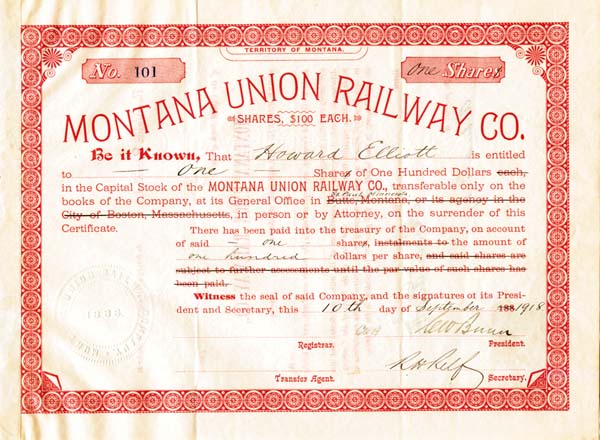 TERRITORY OF MONTANA.
No. 101
One Shares
MONTANA UNION RAILWAY CO.
SHARES, $100 EACH.
Be it Known, That Howard Elliott is entitled
to — One — Shares of One Hundred Dollars each,
in the Capital Stock of the MONTANA UNION RAILWAY CO., transferable only on the
St Paul, Minnesota
books of the Company, at its General Office in Butte, Montana, or its agency in the
City of Boston, Massachusetts, in person or by Attorney, on the surrender of this
Certificate.
There has been paid into the treasury of the Company, on account
of said — one — shares, instalments to the amount of
one hundred dollars per share, and said shares are
subject to further assessments until the par value of such shares has
been paid.
Witness the seal of said Company, and the signatures of its Presi-
dent and Secretary, this 10th day of September 188 1918
Registrar. President.
R H Relf
Transfer Agent. Secretary.
UNION RAILWAY COMPANY